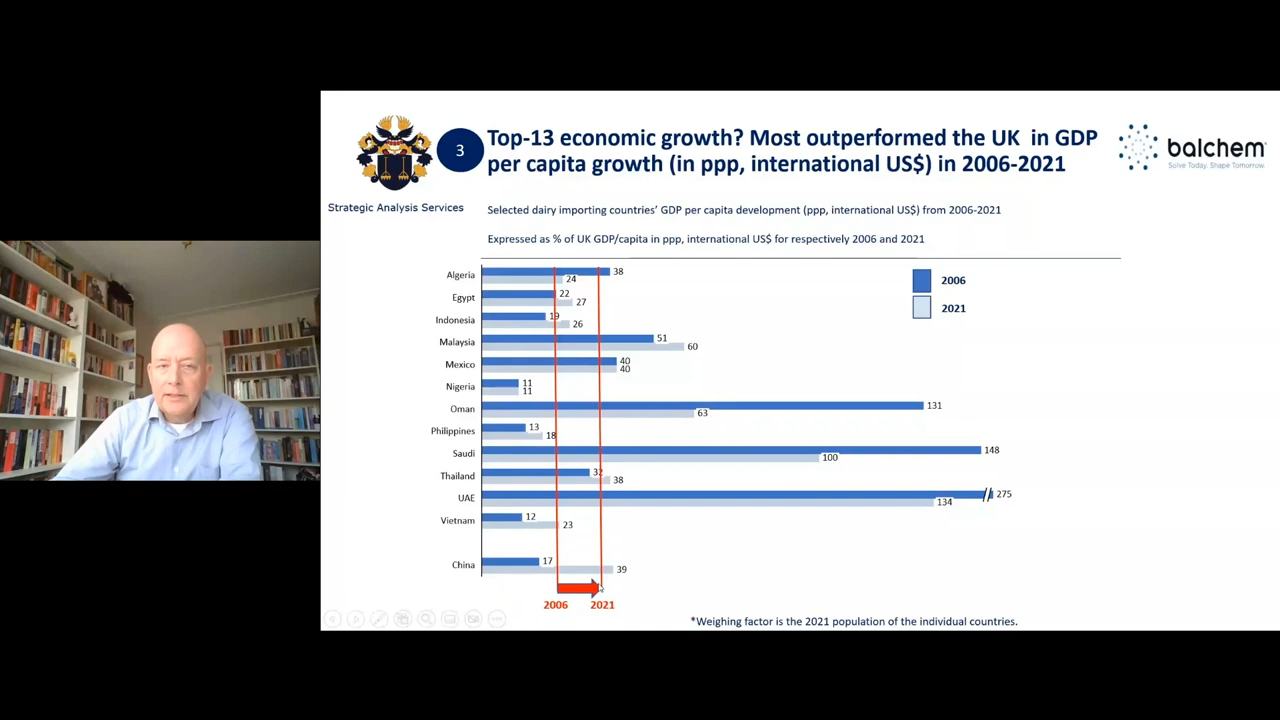 3
Top-13 economic growth? Most outperformed the UK in GDP
per capita growth (in ppp, international US$) in 2006-2021
balchem
Solve Today. Shape Tomorrow.
Strategic Analysis Services
Selected dairy importing countries' GDP per capita development (ppp, international US$) from 2006-2021
Expressed as % of UK GDP/capita in ppp, international US$ for respectively 2006 and 2021
2006
2021
Algeria 38
24
Egypt 22
27
Indonesia 19
26
Malaysia 51
60
Mexico 40
40
Nigeria 11
11
Oman 131
63
Philippines 13
18
Saudi 148
100
Thailand 32
38
UAE 275
134
Vietnam 12
23
China 17
39
2006 2021
*Weighing factor is the 2021 population of the individual countries.